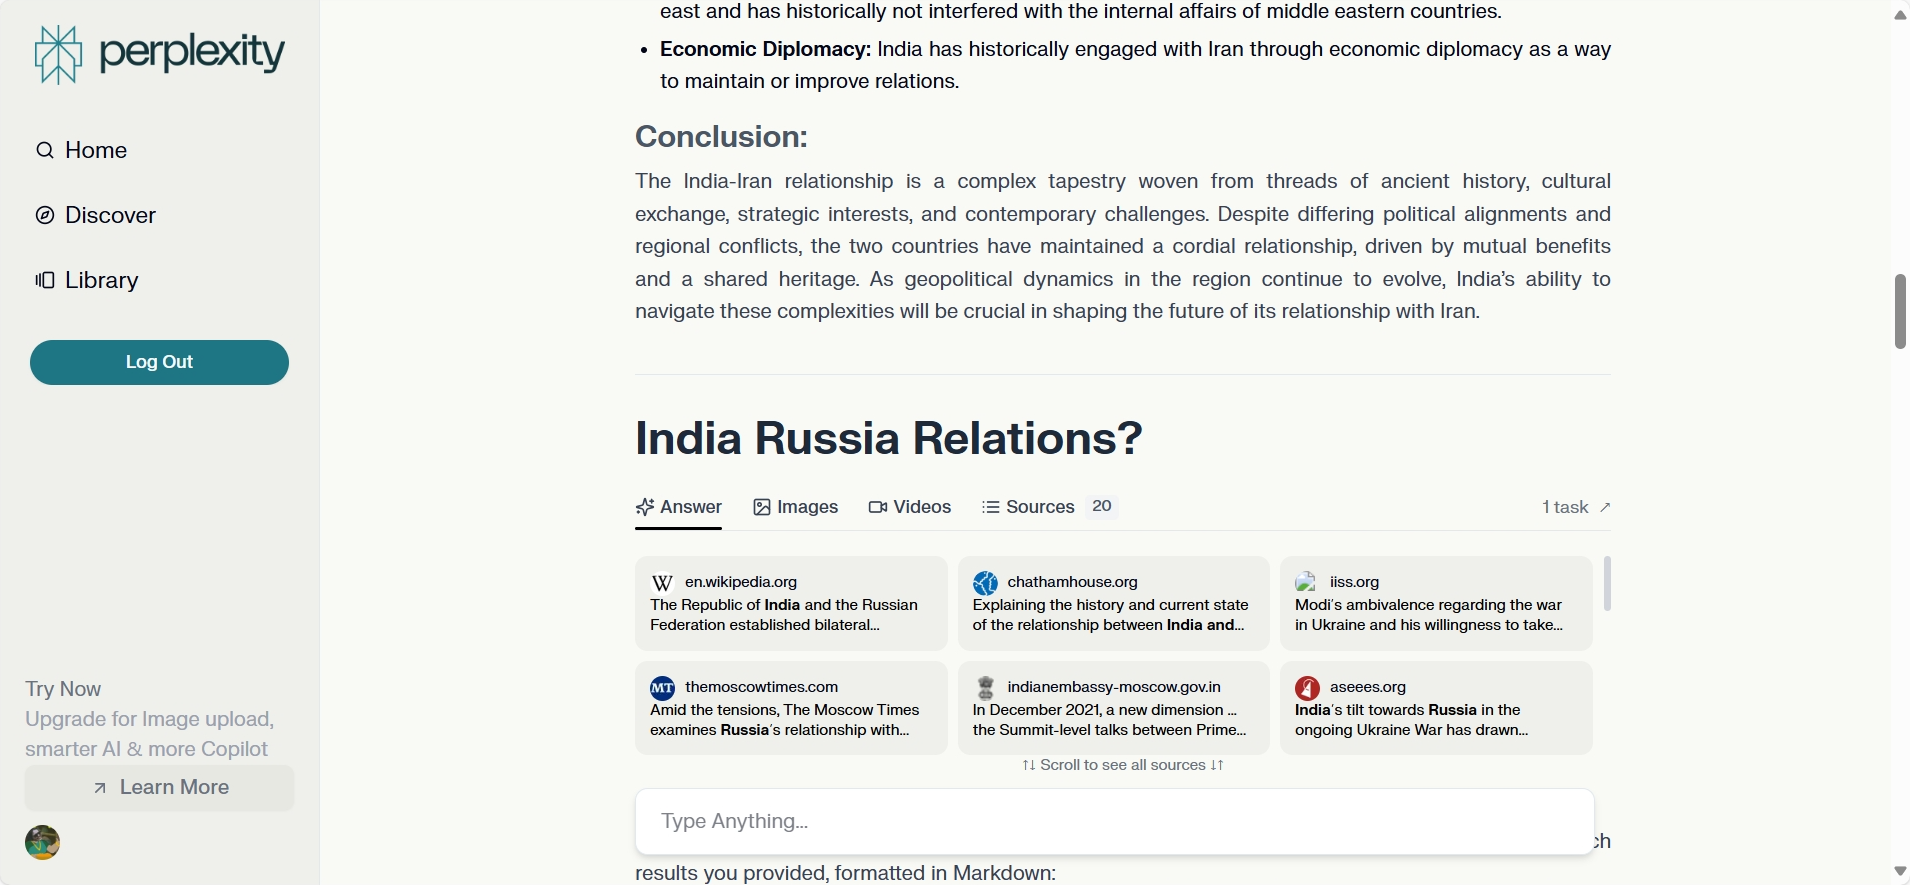 perplexity
Home
Discover
Library
Log Out
Try Now
Upgrade for Image upload,
smarter AI & more Copilot
Learn More
east and has historically not interfered with the internal affairs of middle eastern countries.
• Economic Diplomacy: India has historically engaged with Iran through economic diplomacy as a way
to maintain or improve relations.
Conclusion:
The India-Iran relationship is a complex tapestry woven from threads of ancient history, cultural
exchange, strategic interests, and contemporary challenges. Despite differing political alignments and
regional conflicts, the two countries have maintained a cordial relationship, driven by mutual benefits
and a shared heritage. As geopolitical dynamics in the region continue to evolve, India’s ability to
navigate these complexities will be crucial in shaping the future of its relationship with Iran.
India Russia Relations?
Answer Images Videos Sources 20 1 task ↗
W en.wikipedia.org
The Republic of India and the Russian
Federation established bilateral...
chathamhouse.org
Explaining the history and current state
of the relationship between India and...
iiss.org
Modi's ambivalence regarding the war
in Ukraine and his willingness to take...
MT themoscowtimes.com
Amid the tensions, The Moscow Times
examines Russia's relationship with...
indianembassy-moscow.gov.in
In December 2021, a new dimension ...
the Summit-level talks between Prime...
aseees.org
India's tilt towards Russia in the
ongoing Ukraine War has drawn...
↑↓ Scroll to see all sources ↓↑
Type Anything...
ch
results you provided, formatted in Markdown: